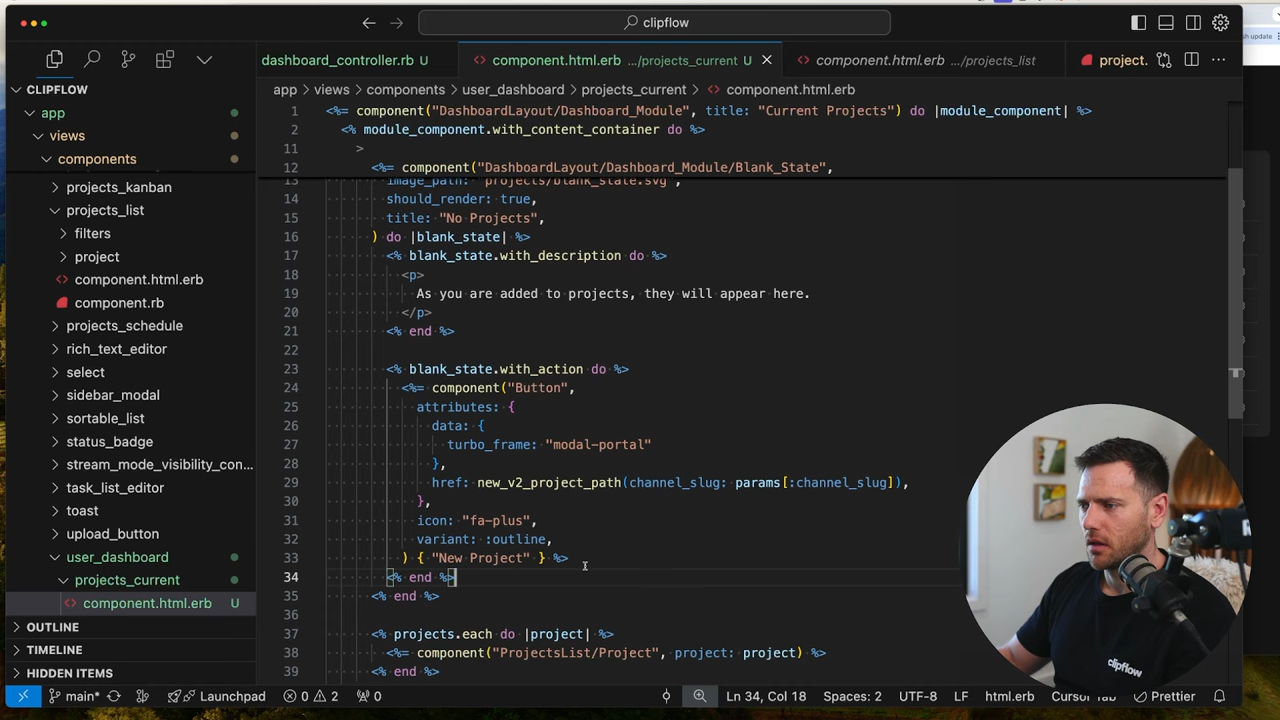 clipflow
sh update
dashboard_controller.rb U
component.html.erb .../projects_current U
component.html.erb .../projects_list
project.
CLIPFLOW
app
views
components
projects_kanban
projects_list
filters
project
component.html.erb
component.rb
projects_schedule
rich_text_editor
select
sidebar_modal
sortable_list
status_badge
stream_mode_visibility_con...
task_list_editor
toast
upload_button
user_dashboard
projects_current
component.html.erb U
OUTLINE
TIMELINE
HIDDEN ITEMS
app > views > components > user_dashboard > projects_current > component.html.erb
1 <%= component("DashboardLayout/Dashboard_Module", title: "Current Projects") do |module_component| %>
2 <% module_component.with_content_container do %>
11 >
12 <%= component("DashboardLayout/Dashboard_Module/Blank_State",
13 image_path: "projects/blank_state.svg",
14 should_render: true,
15 title: "No Projects",
16 ) do |blank_state| %>
17 <% blank_state.with_description do %>
18 <p>
19 As you are added to projects, they will appear here.
20 </p>
21 <% end %>
22
23 <% blank_state.with_action do %>
24 <%= component("Button",
25 attributes: {
26 data: {
27 turbo_frame: "modal-portal"
28 },
29 href: new_v2_project_path(channel_slug: params[:channel_slug]),
30 },
31 icon: "fa-plus",
32 variant: :outline,
33 ) { "New Project" } %>
34 <% end %>
35 <% end %>
36
37 <% projects.each do |project| %>
38 <%= component("ProjectsList/Project", project: project) %>
39 <% end %>
clipflow
main* Launchpad 0 2 0 Ln 34, Col 18 Spaces: 2 UTF-8 LF html.erb Cursor Tab Prettier